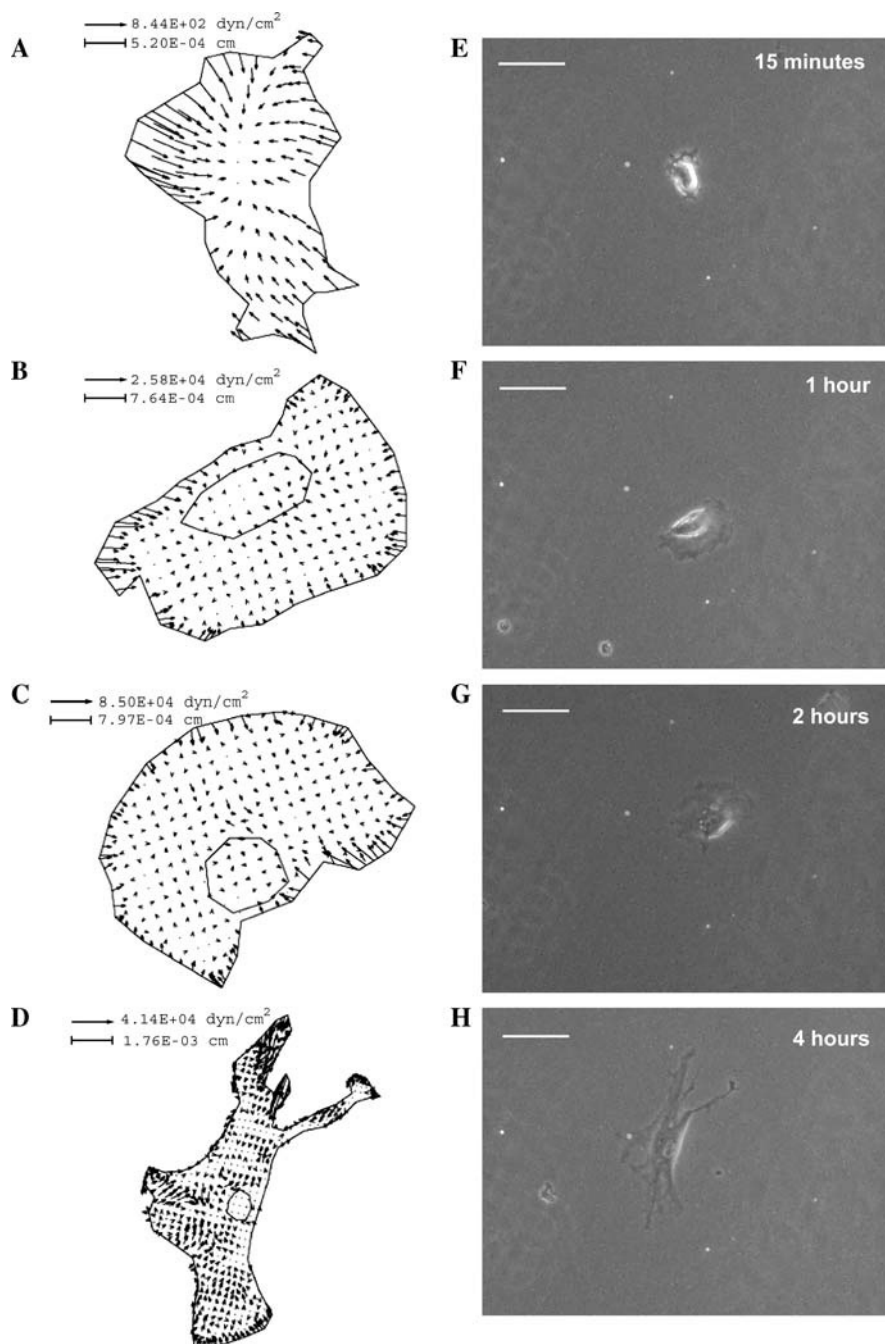 A
8.44E+02 dyn/cm²
5.20E-04 cm
E
15 minutes
B
2.58E+04 dyn/cm²
7.64E-04 cm
F
1 hour
C
8.50E+04 dyn/cm²
7.97E-04 cm
G
2 hours
D
4.14E+04 dyn/cm²
1.76E-03 cm
H
4 hours